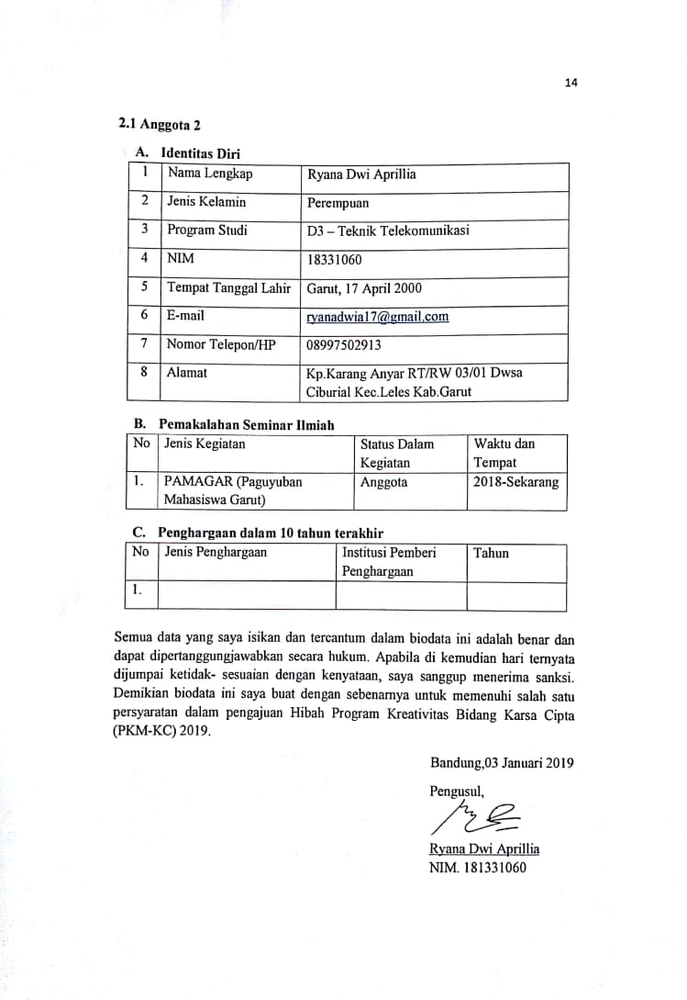 14
2.1 Anggota 2
A. Identitas Diri
1 Nama Lengkap Ryana Dwi Aprillia
2 Jenis Kelamin Perempuan
3 Program Studi D3 – Teknik Telekomunikasi
4 NIM 18331060
5 Tempat Tanggal Lahir Garut, 17 April 2000
6 E-mail ryanadwia17@gmail.com
7 Nomor Telepon/HP 08997502913
8 Alamat Kp.Karang Anyar RT/RW 03/01 Dwsa
Ciburial Kec.Leles Kab.Garut
B. Pemakalahan Seminar Ilmiah
No Jenis Kegiatan Status Dalam Waktu dan
Kegiatan Tempat
1. PAMAGAR (Paguyuban Anggota 2018-Sekarang
Mahasiswa Garut)
C. Penghargaan dalam 10 tahun terakhir
No Jenis Penghargaan Institusi Pemberi Tahun
Penghargaan
1.
Semua data yang saya isikan dan tercantum dalam biodata ini adalah benar dan
dapat dipertanggungjawabkan secara hukum. Apabila di kemudian hari ternyata
dijumpai ketidak- sesuaian dengan kenyataan, saya sanggup menerima sanksi.
Demikian biodata ini saya buat dengan sebenarnya untuk memenuhi salah satu
persyaratan dalam pengajuan Hibah Program Kreativitas Bidang Karsa Cipta
(PKM-KC) 2019.
Bandung,03 Januari 2019
Pengusul,
Ryana Dwi Aprillia
NIM. 181331060